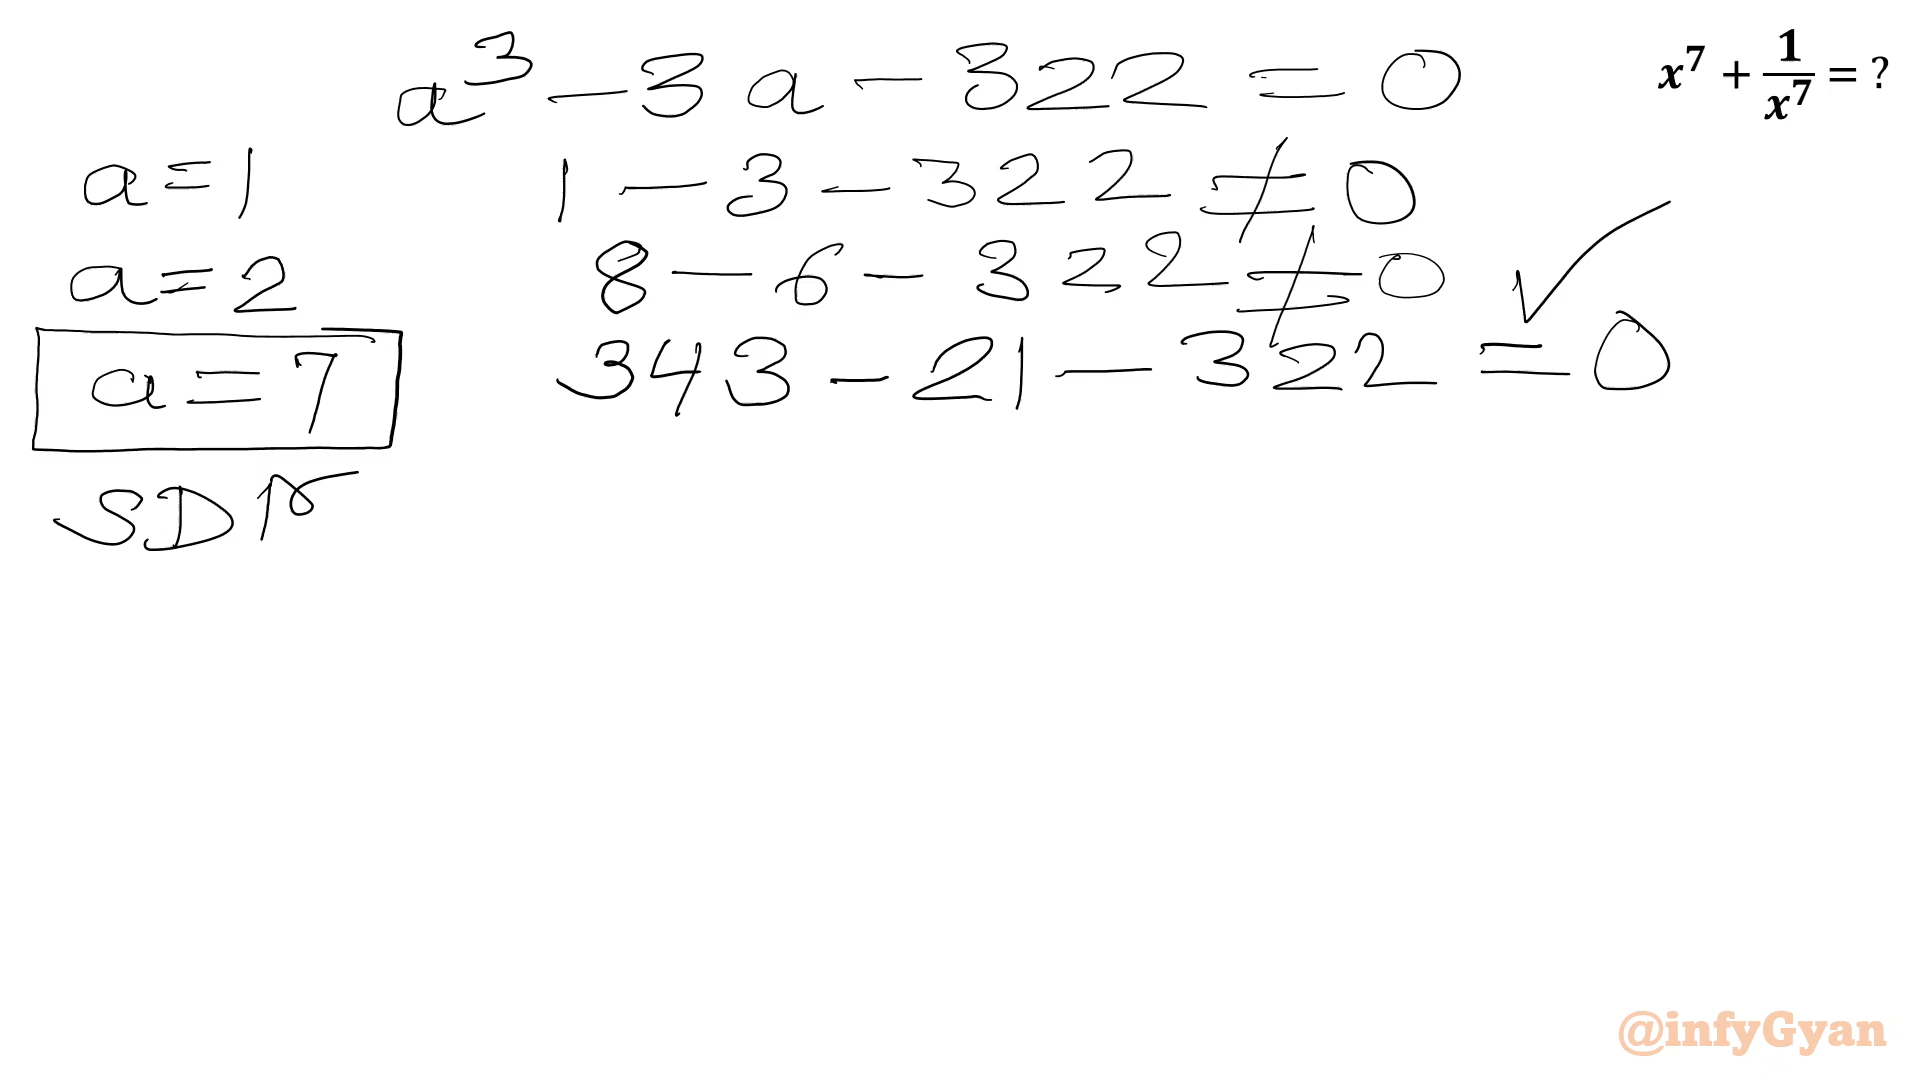 a³ - 3a - 322 = 0
x⁷ + 1/x⁷ = ?
a = 1 1 - 3 - 322 ≠ 0
a = 2 8 - 6 - 322 ≠ 0
a = 7 343 - 21 - 322 = 0 ✓
@infyGyan